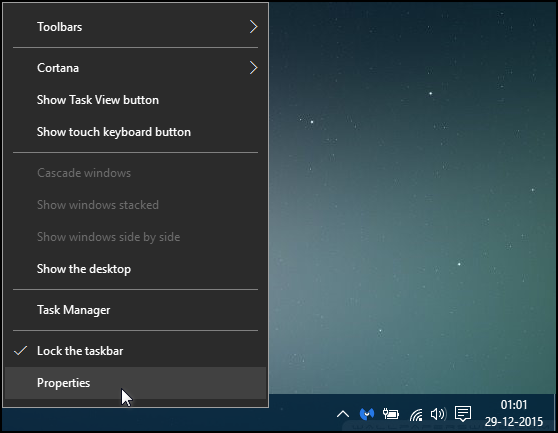 Toolbars
Cortana
Show Task View button
Show touch keyboard button
Cascade windows
Show windows stacked
Show windows side by side
Show the desktop
Task Manager
Lock the taskbar
Properties
01:01
29-12-2015